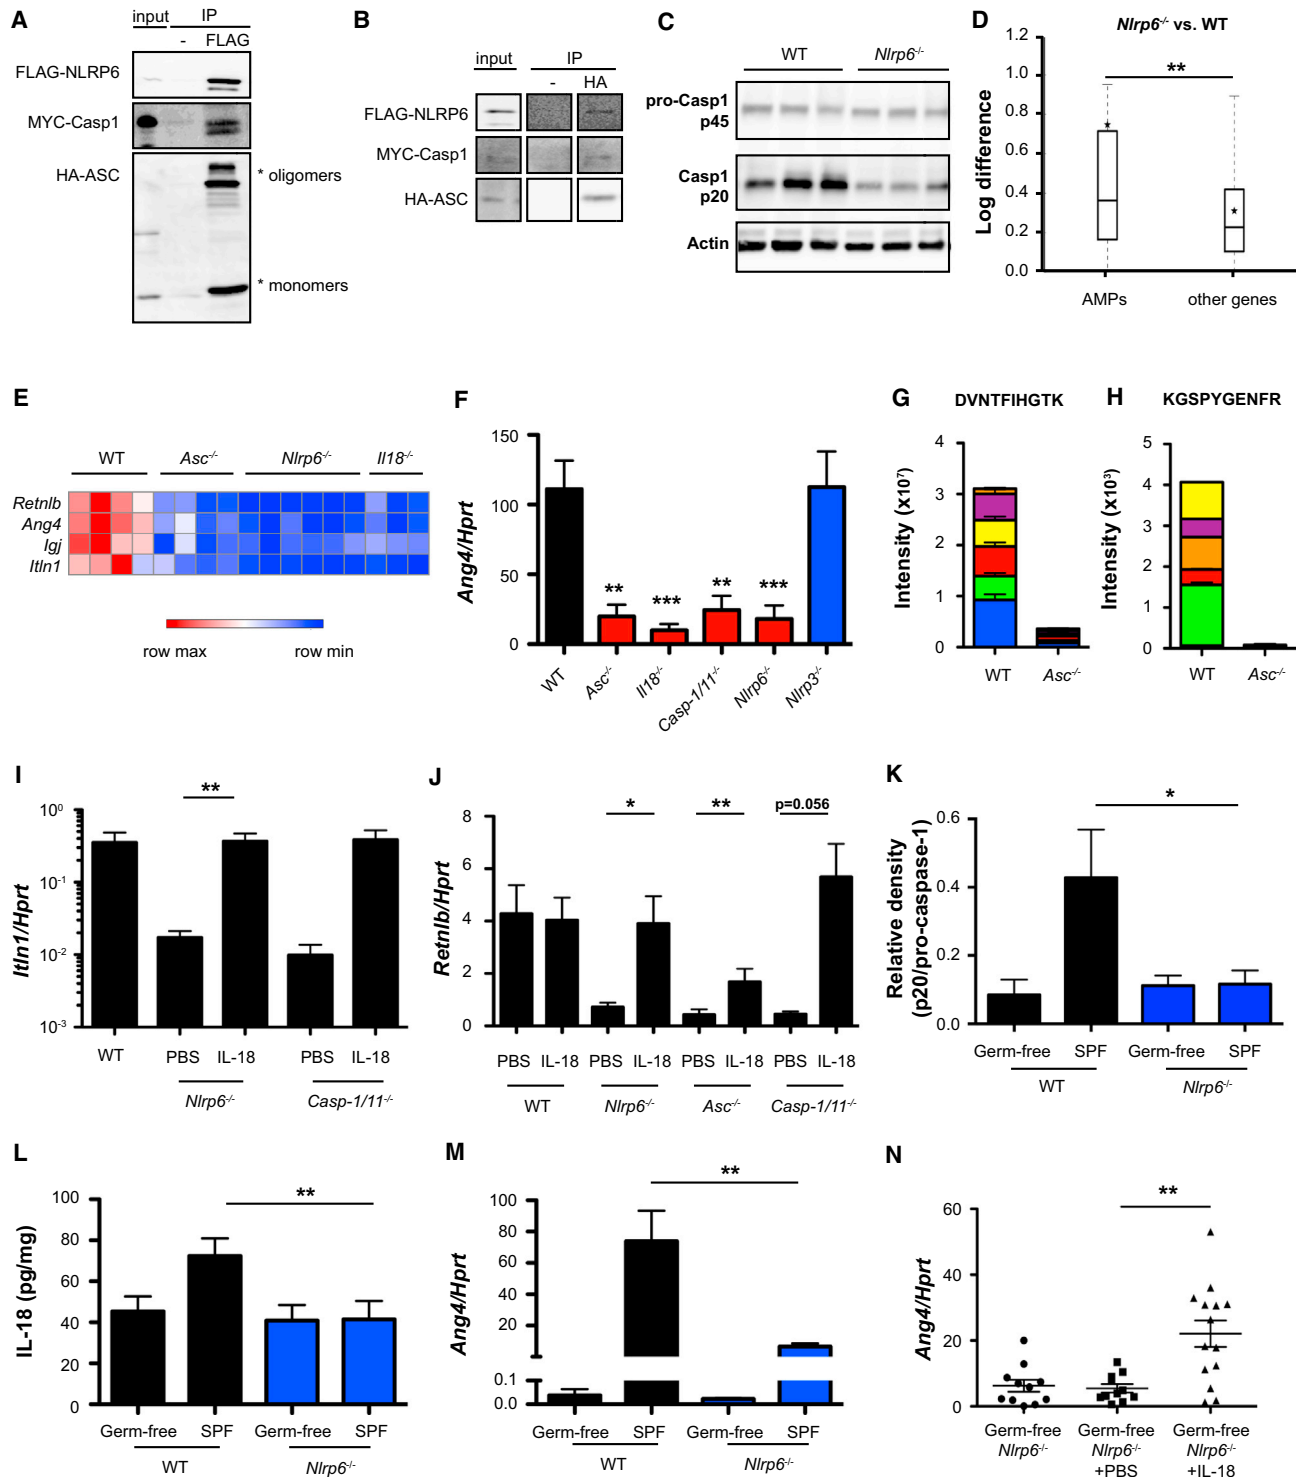 A
input IP
- FLAG
FLAG-NLRP6
MYC-Casp1
HA-ASC
* oligomers
* monomers
B
input IP
- HA
FLAG-NLRP6
MYC-Casp1
HA-ASC
C
WT Nlrp6-/-
pro-Casp1
p45
Casp1
p20
Actin
D
Nlrp6-/- vs. WT
**
Log difference
1.2
1.0
0.8
0.6
0.4
0.2
0.0
AMPs other genes
E
WT Asc-/- Nlrp6-/- Il18-/-
Retnlb
Ang4
Igj
Itln1
row max row min
F
Ang4/Hprt
150
100
50
0
** *** ** ***
WT Asc-/- Il18-/- Casp-1/11-/- Nlrp6-/- Nlrp3-/-
G
DVNTFIHGTK
Intensity (x10⁷)
4
3
2
1
0
WT Asc-/-
H
KGSPYGENFR
Intensity (x10³)
5
4
3
2
1
0
WT Asc-/-
I
**
Itln1/Hprt
10⁰
10⁻¹
10⁻²
10⁻³
WT PBS IL-18 PBS IL-18
Nlrp6-/- Casp-1/11-/-
J
* ** p=0.056
Retnlb/Hprt
8
6
4
2
0
PBS IL-18 PBS IL-18 PBS IL-18 PBS IL-18
WT Nlrp6-/- Asc-/- Casp-1/11-/-
K
*
Relative density
(p20/pro-caspase-1)
0.6
0.4
0.2
0.0
Germ-free SPF Germ-free SPF
WT Nlrp6-/-
L
**
IL-18 (pg/mg)
100
80
60
40
20
0
Germ-free SPF Germ-free SPF
WT Nlrp6-/-
M
**
Ang4/Hprt
100
80
60
40
20
0.1
0.0
Germ-free SPF Germ-free SPF
WT Nlrp6-/-
N
**
Ang4/Hprt
60
40
20
0
Germ-free Germ-free Germ-free
Nlrp6-/- Nlrp6-/- Nlrp6-/-
+PBS +IL-18